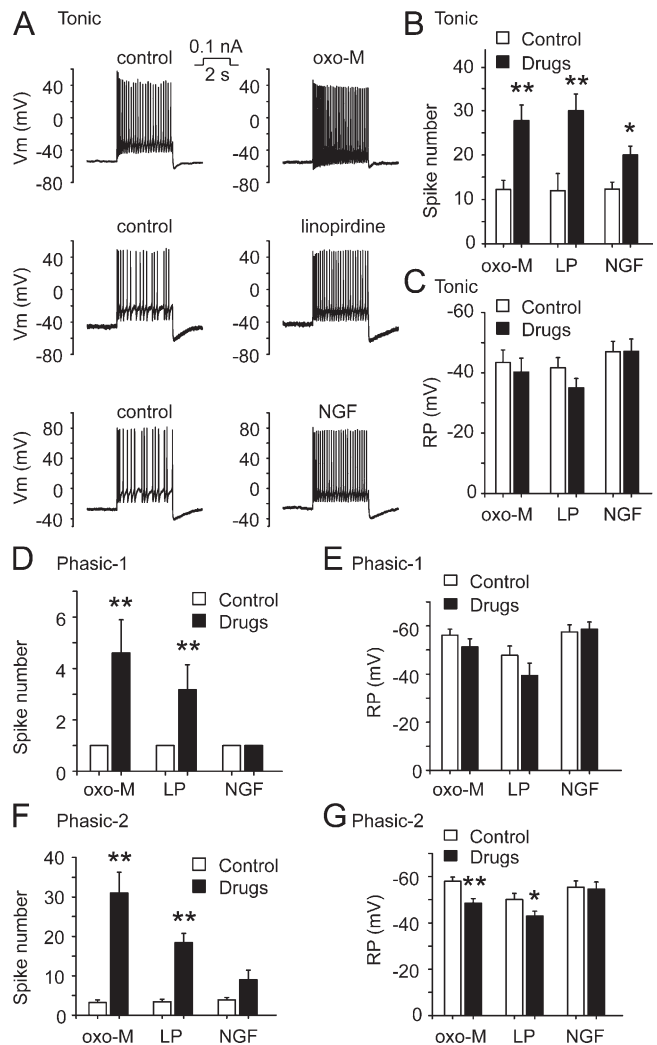 A Tonic
control
0.1 nA
2 s
oxo-M
Vm (mV)
40
0
-40
-80
40
0
-40
-80
control
linopirdine
Vm (mV)
40
0
-40
-80
40
0
-40
-80
control
NGF
Vm (mV)
80
40
0
-40
80
40
0
-40
B Tonic
Control
Drugs
Spike number
40
30
20
10
0
** ** *
oxo-M LP NGF
C Tonic
Control
Drugs
RP (mV)
-60
-40
-20
0
oxo-M LP NGF
D Phasic-1
Control
Drugs
Spike number
6
4
2
0
** **
oxo-M LP NGF
E Phasic-1
Control
Drugs
RP (mV)
-60
-40
-20
0
oxo-M LP NGF
F Phasic-2
Control
Drugs
Spike number
40
30
20
10
0
** **
oxo-M LP NGF
G Phasic-2
Control
Drugs
RP (mV)
-60
-40
-20
0
** *
oxo-M LP NGF